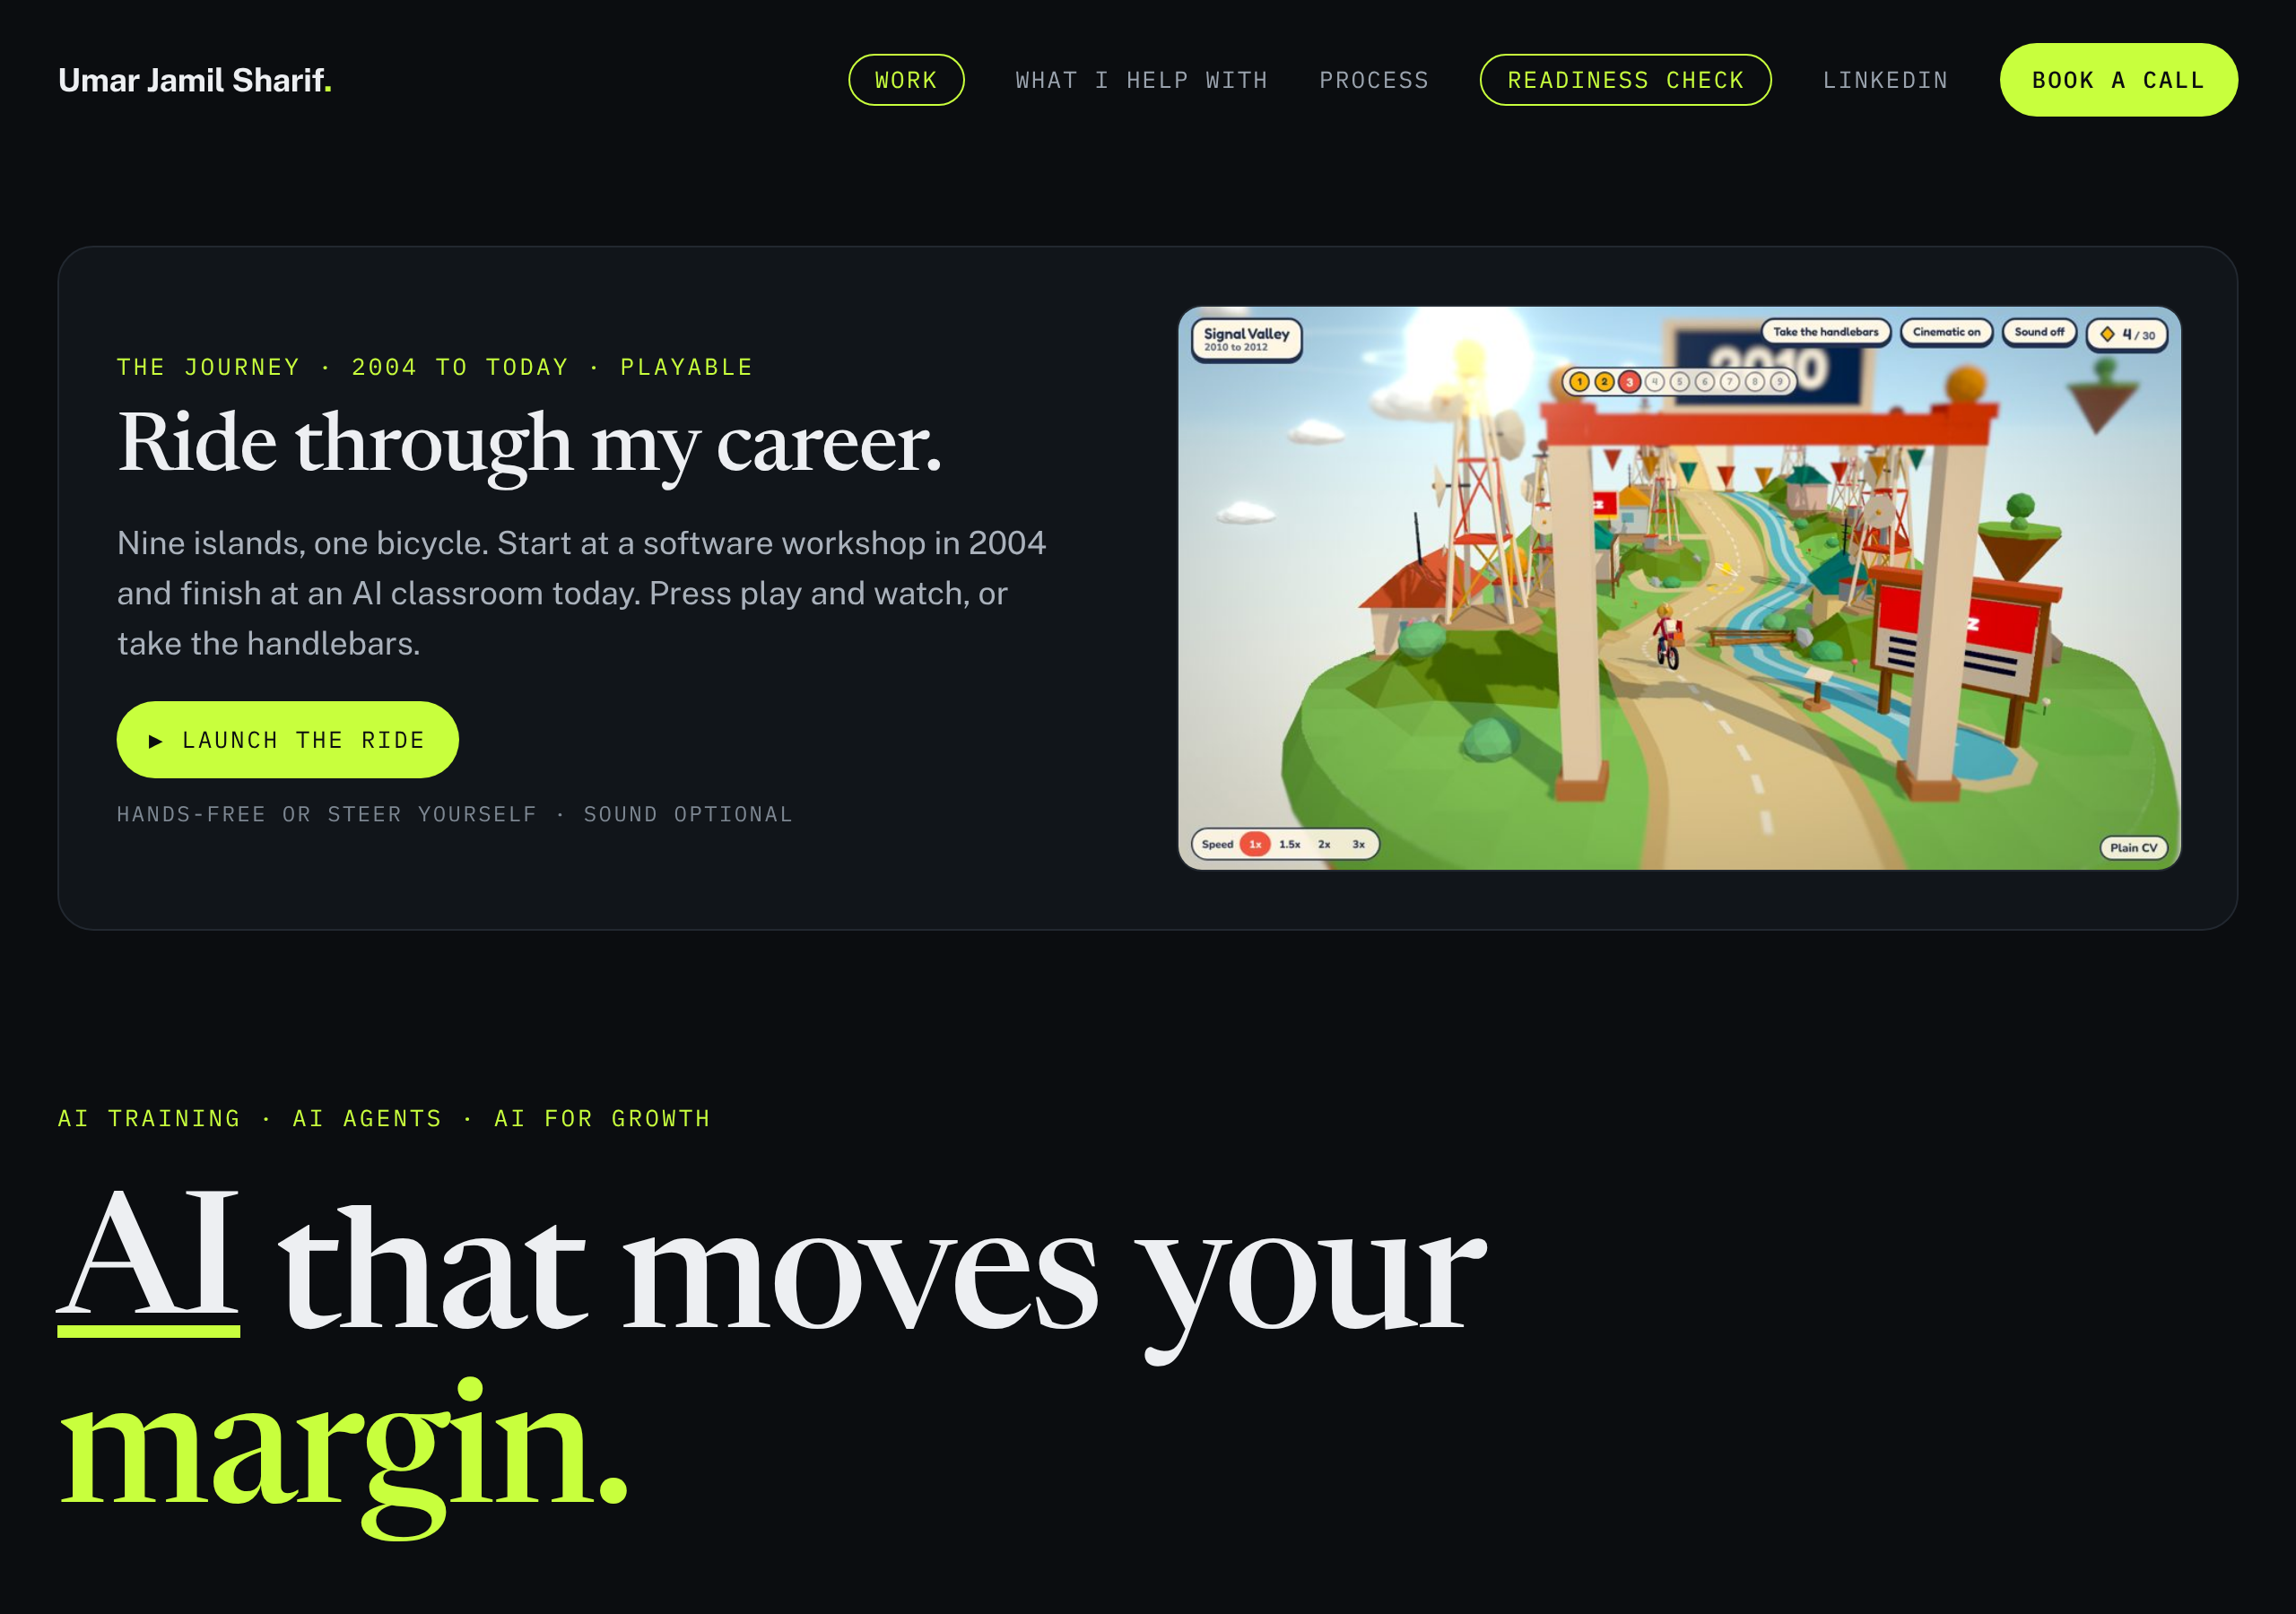 Umar Jamil Sharif.
WORK
WHAT I HELP WITH
PROCESS
READINESS CHECK
LINKEDIN
BOOK A CALL
THE JOURNEY · 2004 TO TODAY · PLAYABLE
Ride through my career.
Nine islands, one bicycle. Start at a software workshop in 2004
and finish at an AI classroom today. Press play and watch, or
take the handlebars.
▶ LAUNCH THE RIDE
HANDS-FREE OR STEER YOURSELF · SOUND OPTIONAL
Signal Valley
2010 to 2012
Take the handlebars
Cinematic on
Sound off
4 / 30
2010
1 2 3 4 5 6 7 8 9
Speed 1x 1.5x 2x 3x
Plain CV
AI TRAINING · AI AGENTS · AI FOR GROWTH
AI that moves your
margin.